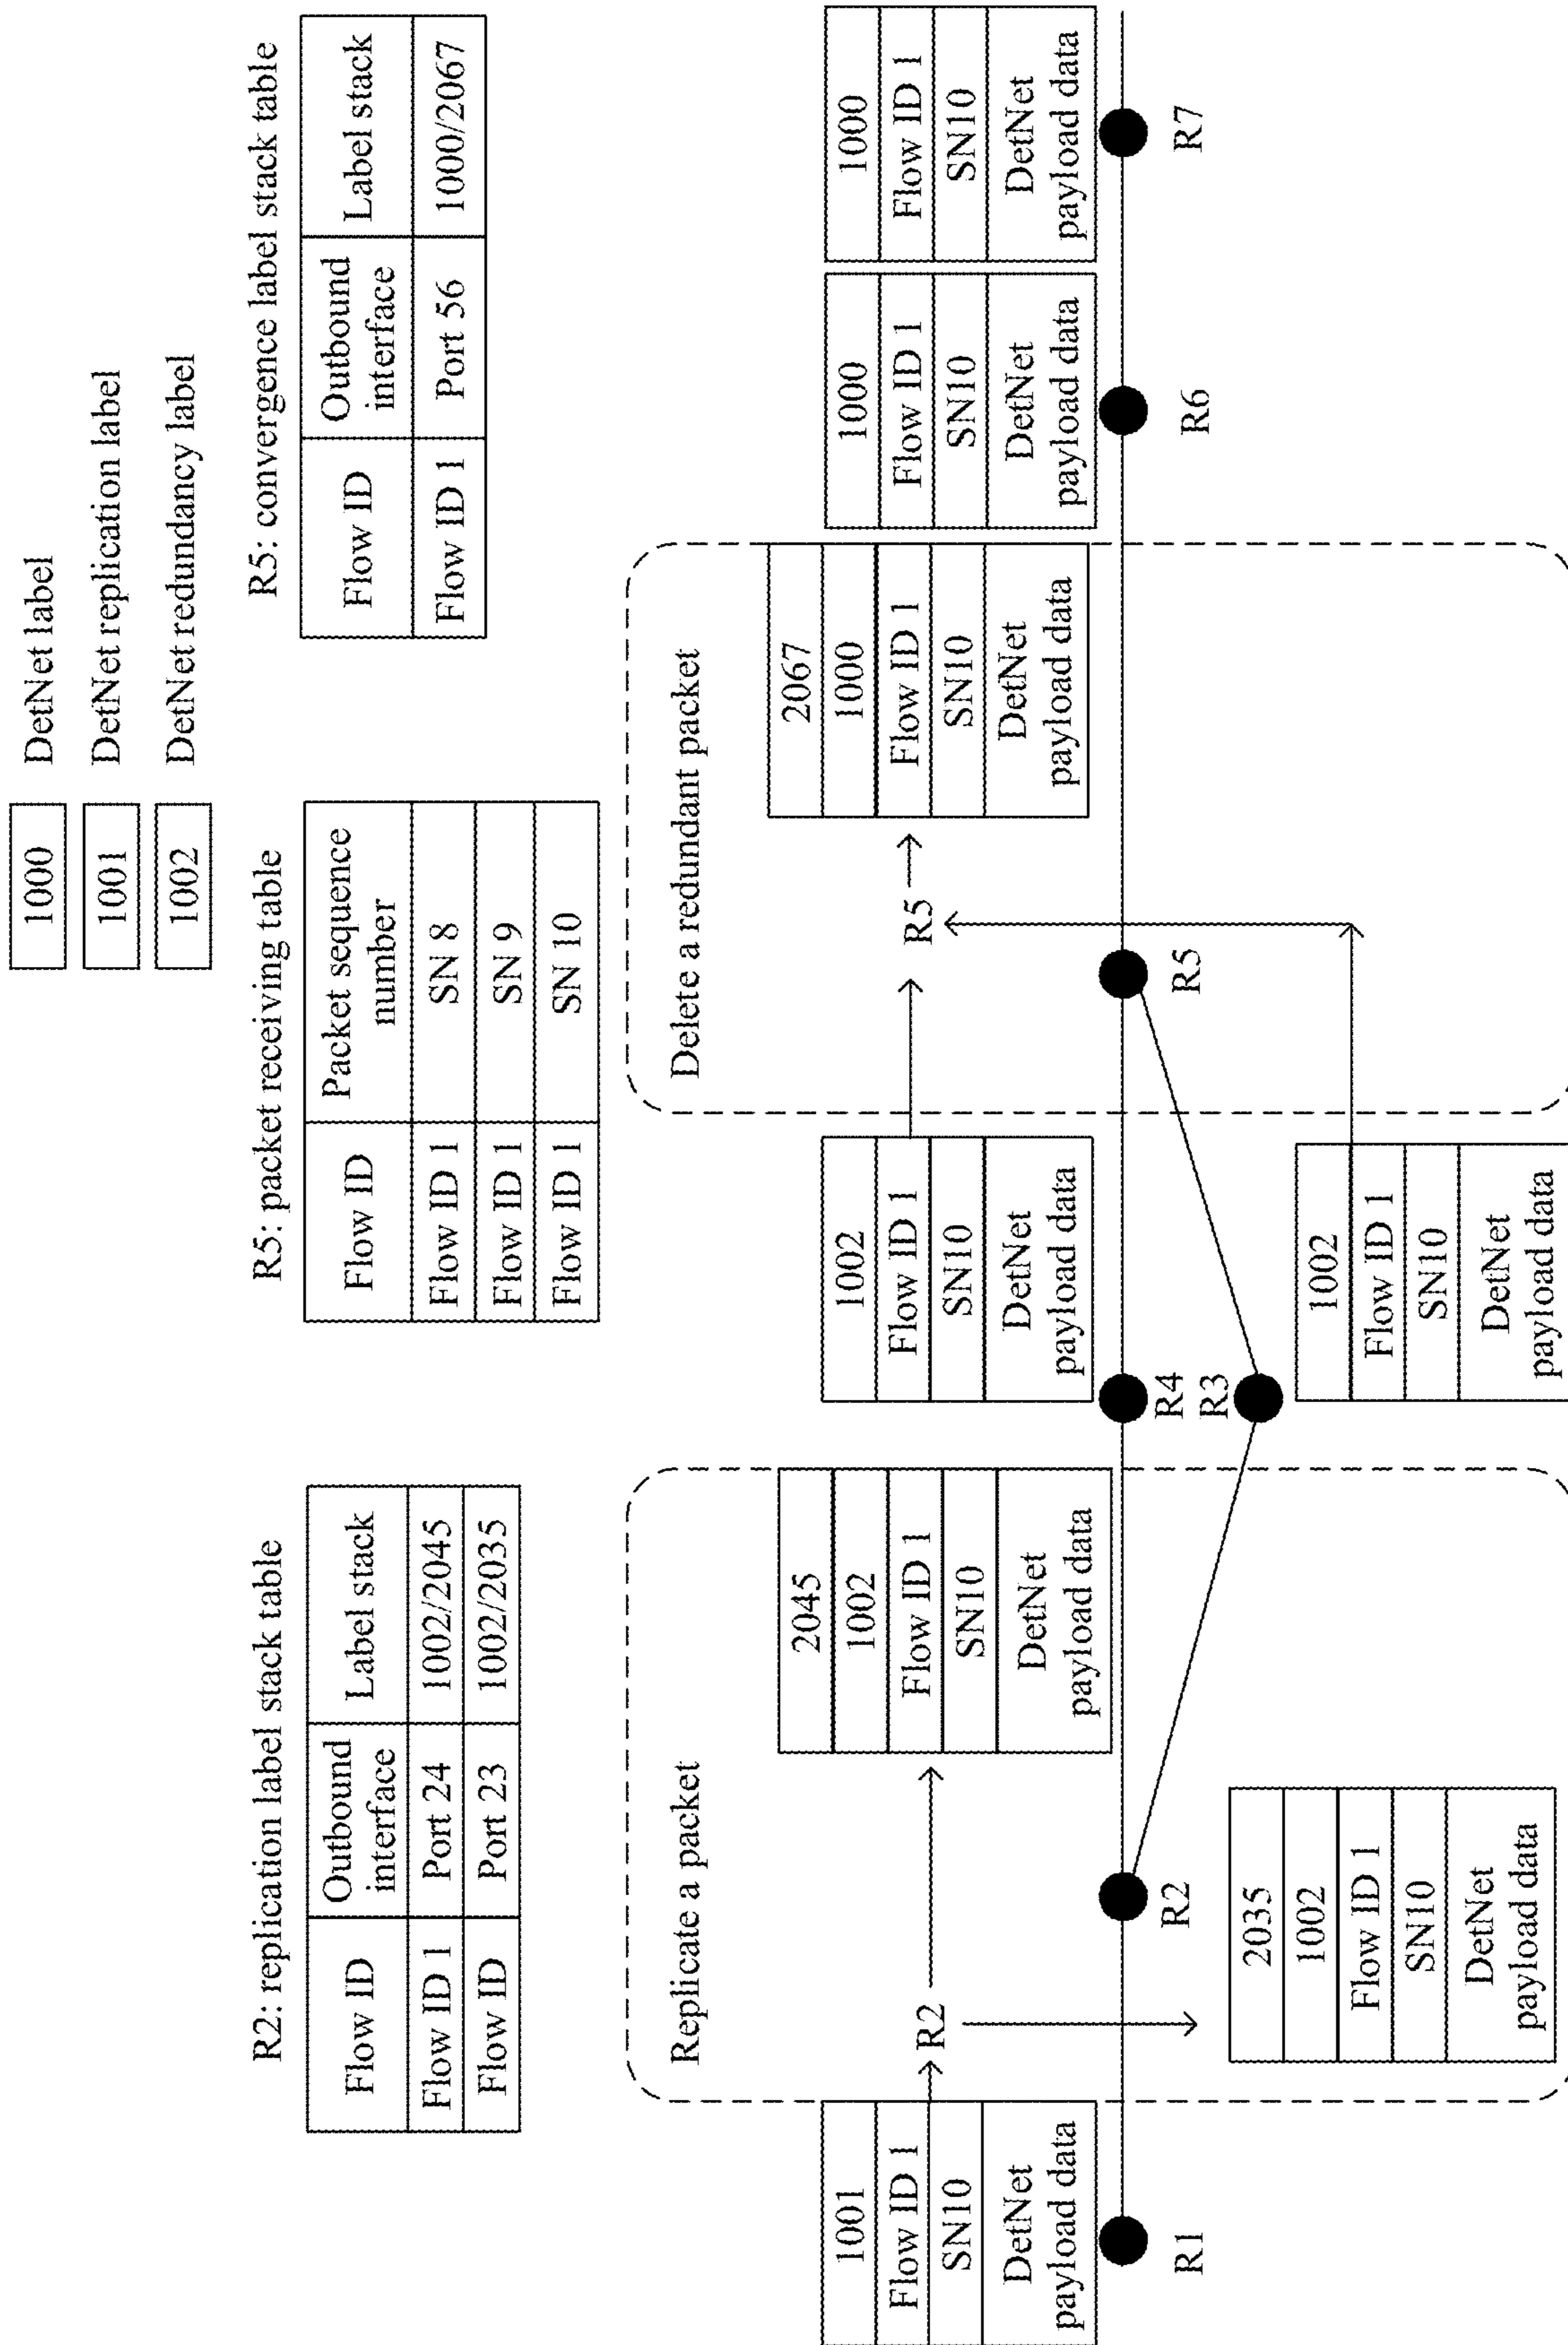 1000
DetNet label
1001
DetNet replication label
1002
DetNet redundancy label
R2: replication label stack table
Flow ID
Outbound
interface
Label stack
Flow ID 1
Port 24
1002/2045
Flow ID
Port 23
1002/2035
R5: packet receiving table
Flow ID
Packet sequence
number
Flow ID 1
SN 8
Flow ID 1
SN 9
Flow ID 1
SN 10
R5: convergence label stack table
Flow ID
Outbound
interface
Label stack
Flow ID 1
Port 56
1000/2067
1001
Flow ID 1
SN10
DetNet
payload data
R1
Replicate a packet
R2
2045
1002
Flow ID 1
SN10
DetNet
payload data
R2
2035
1002
Flow ID 1
SN10
DetNet
payload data
1002
Flow ID 1
SN10
DetNet
payload data
R4
R3
1002
Flow ID 1
SN10
DetNet
payload data
Delete a redundant packet
R5
2067
1000
Flow ID 1
SN10
DetNet
payload data
R5
1000
Flow ID 1
SN10
DetNet
payload data
R6
1000
Flow ID 1
SN10
DetNet
payload data
R7